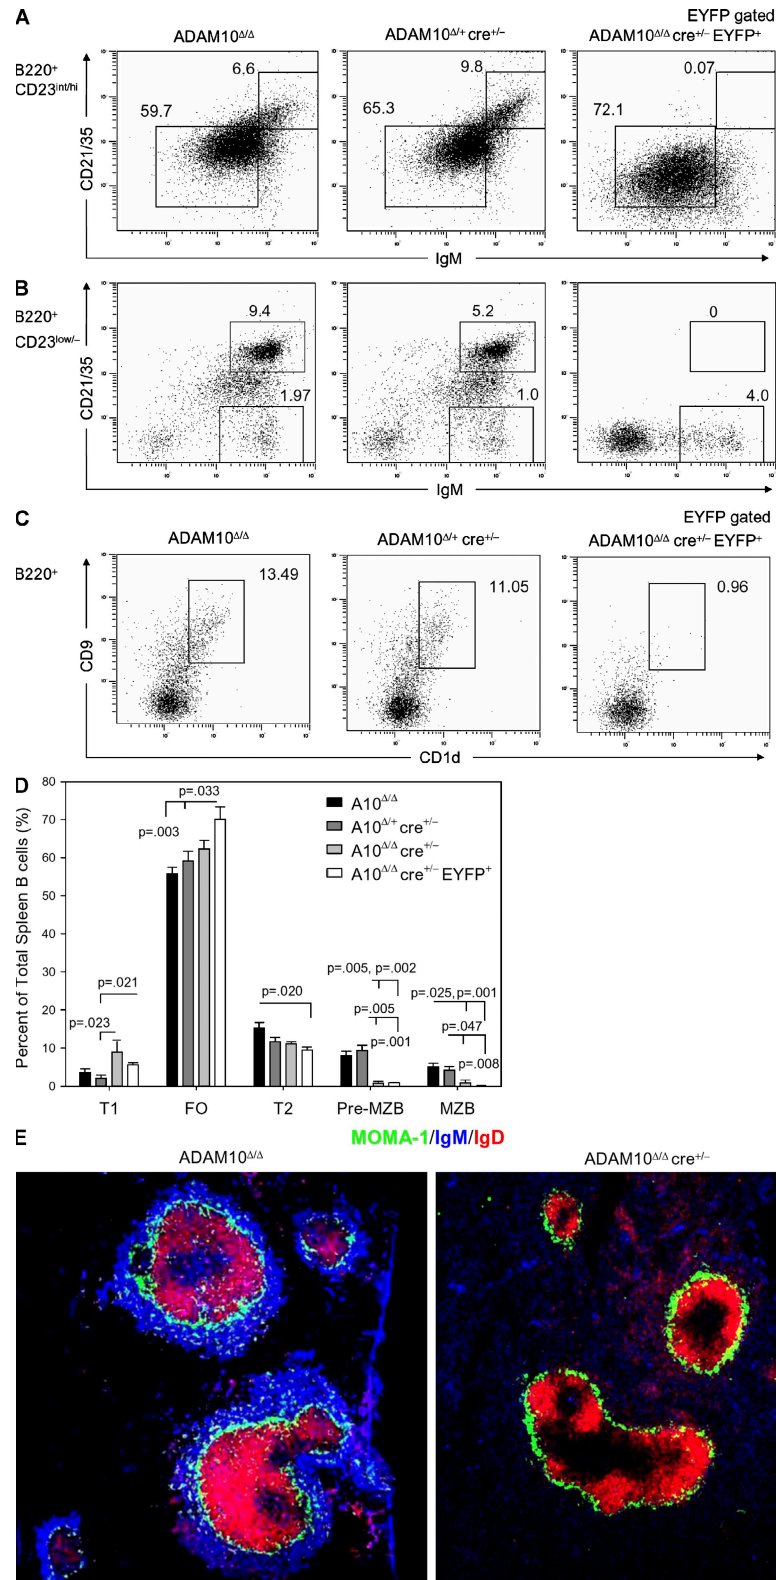 A
EYFP gated
ADAM10Δ/Δ
ADAM10Δ/+ cre+/−
ADAM10Δ/Δ cre+/− EYFP+
B220+
CD23int/hi
6.6
9.8
0.07
59.7
65.3
72.1
CD21/35
IgM
B
B220+
CD23low/−
9.4
5.2
0
1.97
1.0
4.0
CD21/35
IgM
C
EYFP gated
ADAM10Δ/Δ
ADAM10Δ/+ cre+/−
ADAM10Δ/Δ cre+/− EYFP+
B220+
13.49
11.05
0.96
CD9
CD1d
D
Percent of Total Spleen B cells (%)
80
70
60
50
40
30
20
10
0
p=.033
p=.003
A10Δ/Δ
A10Δ/+ cre+/−
A10Δ/Δ cre+/−
A10Δ/Δ cre+/− EYFP+
p=.021
p=.023
p=.020
p=.005, p=.002
p=.005
p=.001
p=.025, p=.001
p=.047
p=.008
T1
FO
T2
Pre-MZB
MZB
E
MOMA-1/IgM/IgD
ADAM10Δ/Δ
ADAM10Δ/Δ cre+/−